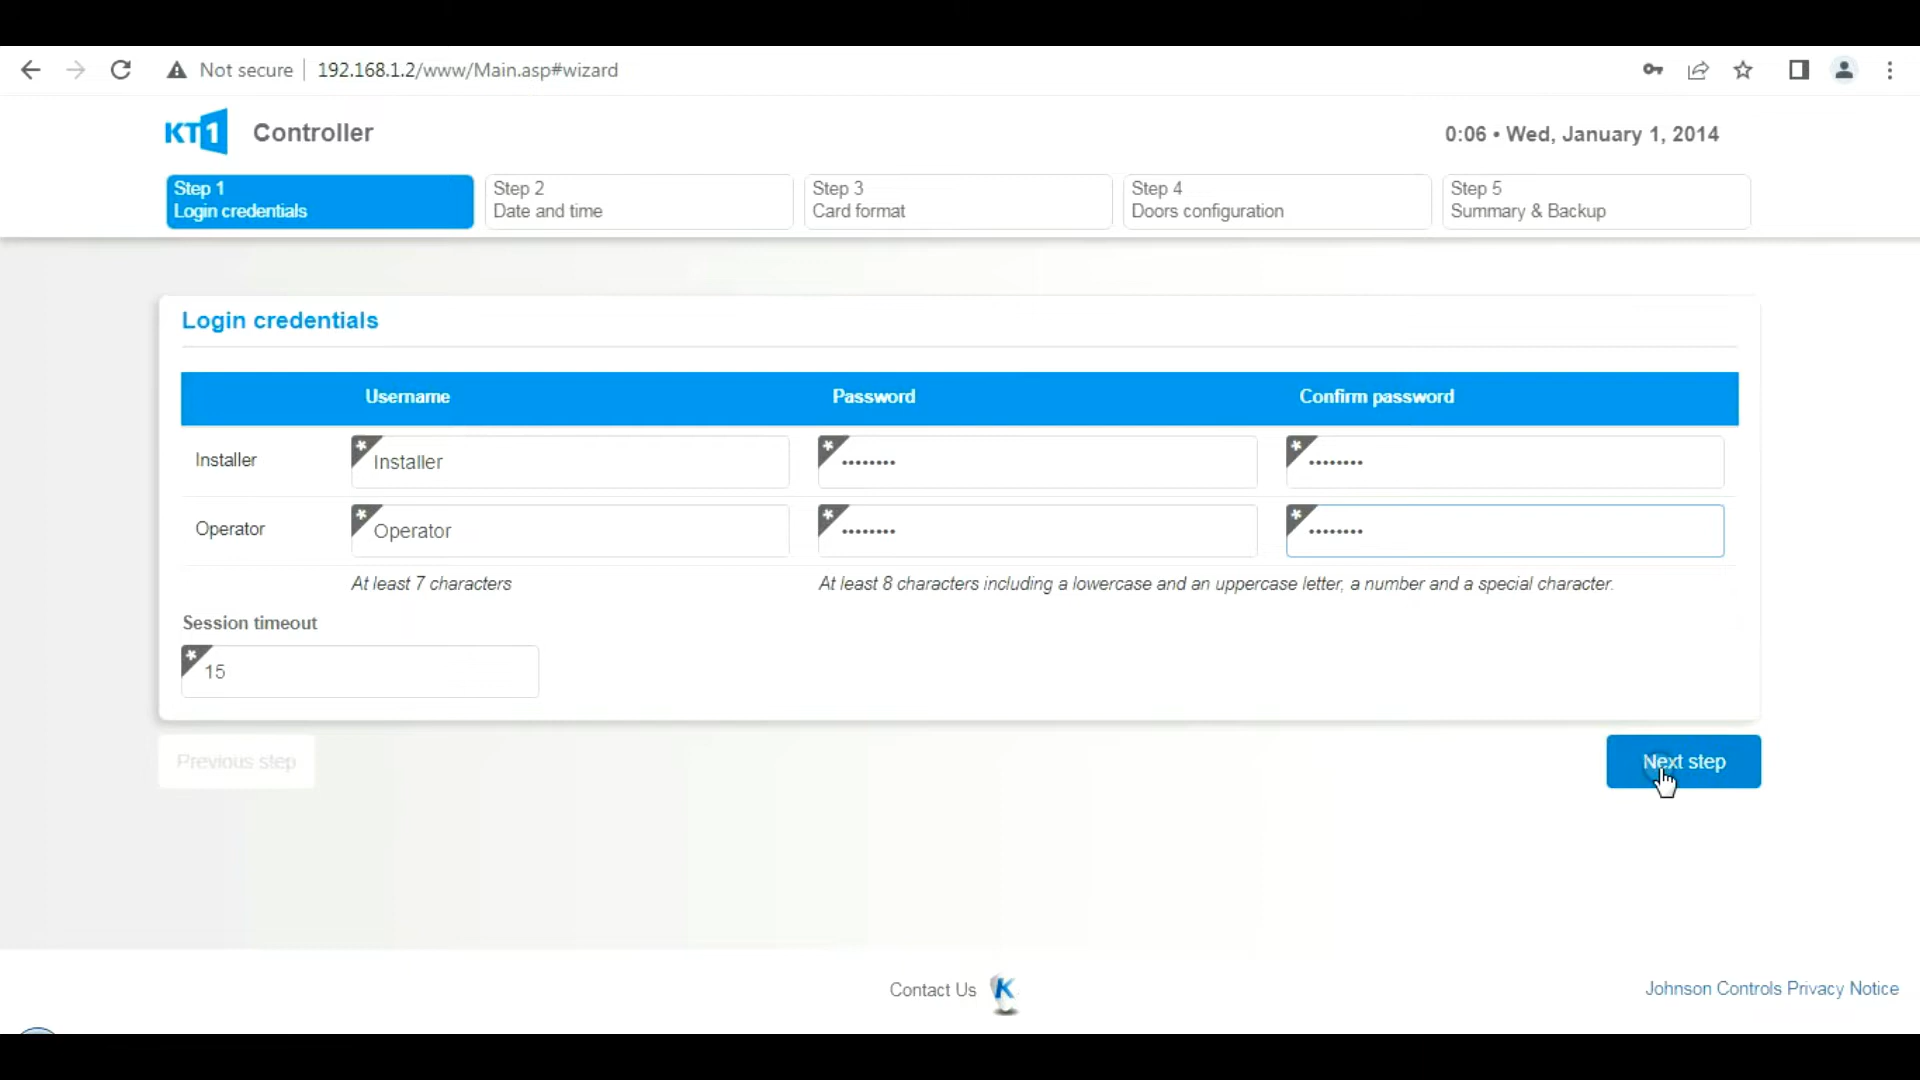 Not secure 192.168.1.2/www/Main.asp#wizard
KT1 Controller
0:06 • Wed, January 1, 2014
Step 1
Login credentials
Step 2
Date and time
Step 3
Card format
Step 4
Doors configuration
Step 5
Summary & Backup
Login credentials
Username Password Confirm password
Installer * Installer * •••••••• * ••••••••
Operator * Operator * •••••••• * ••••••••
At least 7 characters At least 8 characters including a lowercase and an uppercase letter, a number and a special character.
Session timeout
* 15
Previous step Next step
Contact Us K
Johnson Controls Privacy Notice